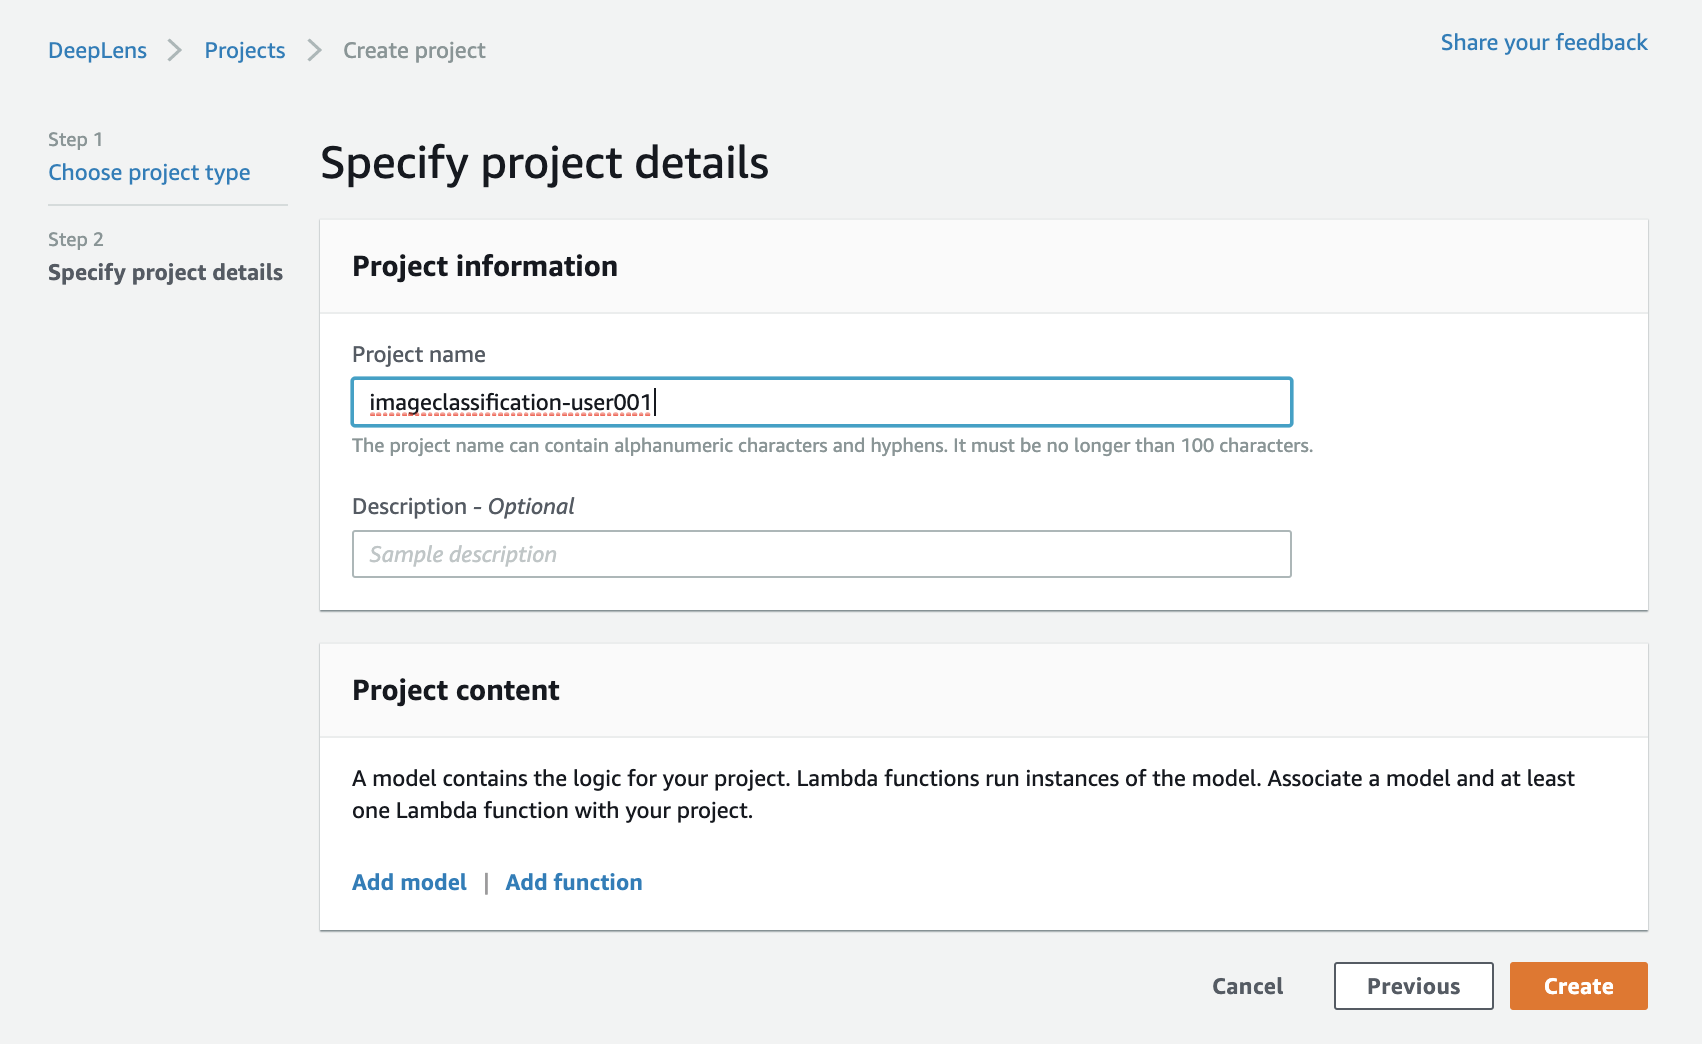 DeepLens > Projects > Create project
Share your feedback
Step 1
Choose project type
Step 2
Specify project details
Specify project details
Project information
Project name
imageclassification-user001
The project name can contain alphanumeric characters and hyphens. It must be no longer than 100 characters.
Description - Optional
Sample description
Project content
A model contains the logic for your project. Lambda functions run instances of the model. Associate a model and at least
one Lambda function with your project.
Add model | Add function
Cancel
Previous
Create